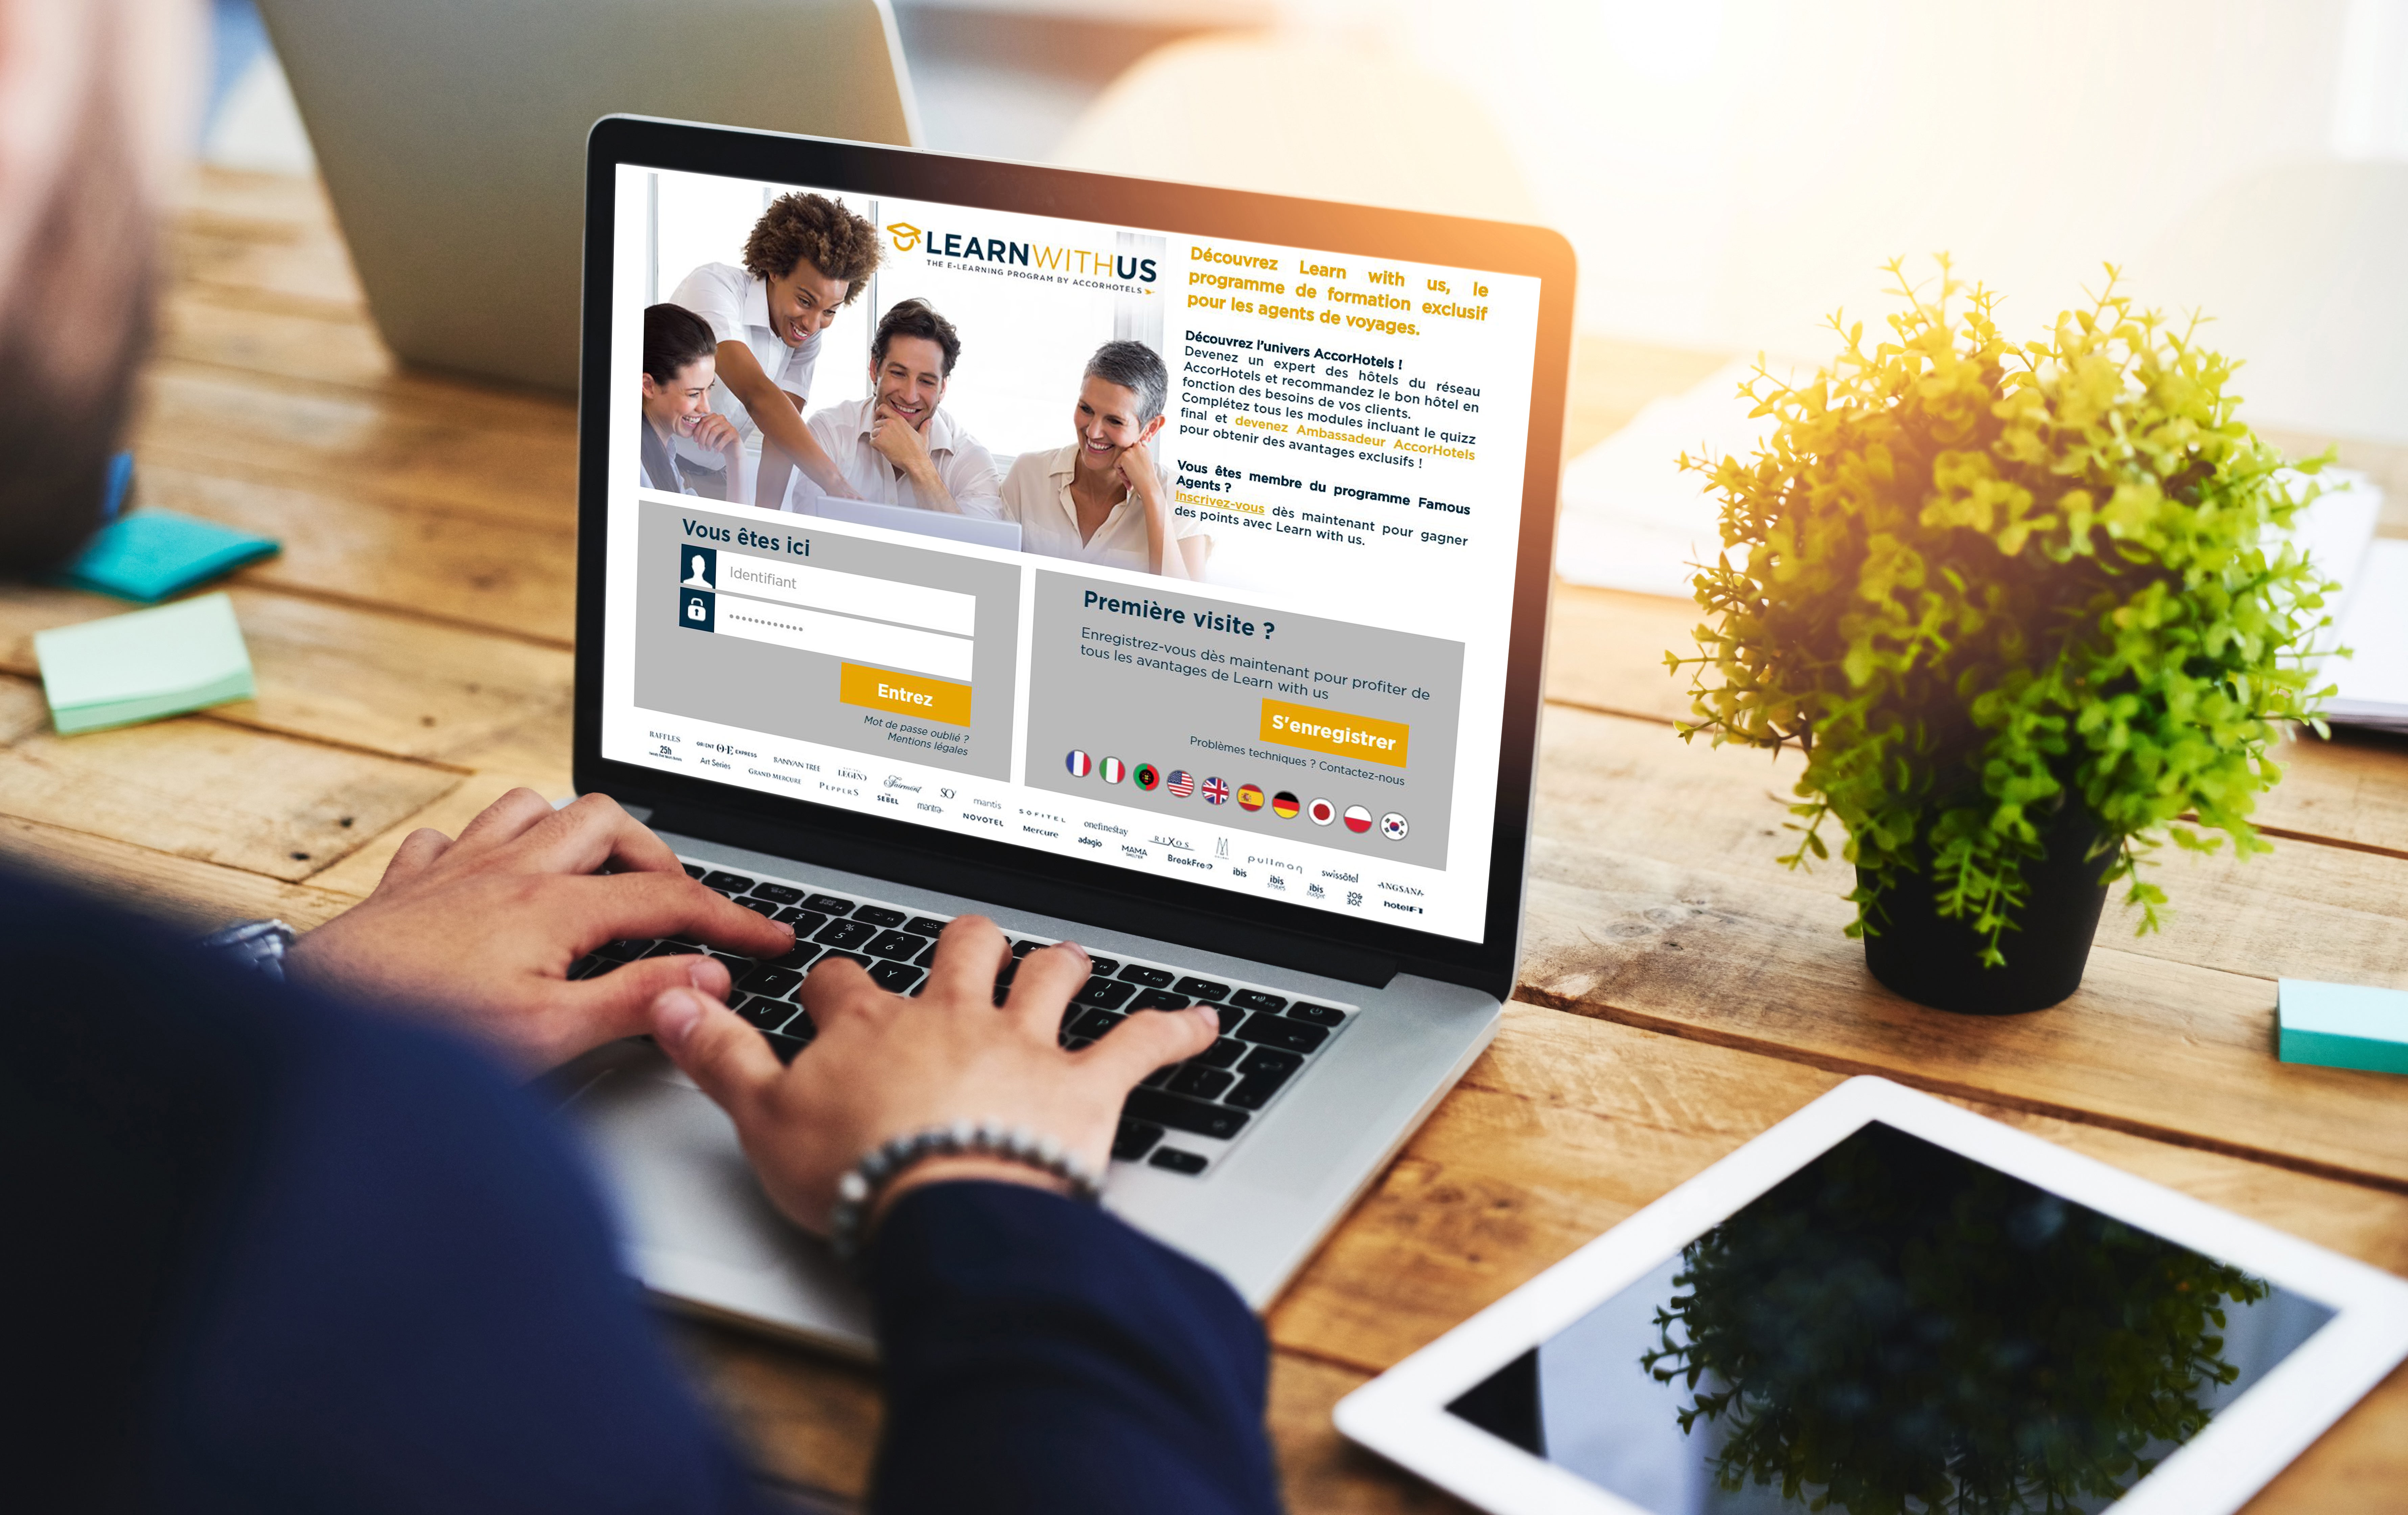 LEARNWITHUS
THE E-LEARNING PROGRAM BY ACCORHOTELS
Découvrez Learn with us, le
programme de formation exclusif
pour les agents de voyages.
Découvrez l'univers AccorHotels !
Devenez un expert des hôtels du réseau
AccorHotels et recommandez le bon hôtel en
fonction des besoins de vos clients.
Complétez tous les modules incluant le quizz
final et devenez Ambassadeur AccorHotels
pour obtenir des avantages exclusifs !
Vous êtes membre du programme Famous
Agents ?
Inscrivez-vous dès maintenant pour gagner
des points avec Learn with us.
Vous êtes ici
Identifiant
Entrez
Mot de passe oublié ?
Mentions légales
Première visite ?
Enregistrez-vous dès maintenant pour profiter de
tous les avantages de Learn with us
S'enregistrer
Problèmes techniques ? Contactez-nous
RAFFLES ORIENT O-E EXPRESS BANYAN TREE LEGEND Fairmont SO/ mantis SOFITEL onefinestay RIXOS M pullman swissôtel ANGSANA
25h Art Series GRAND MERCURE PEPPERS THE SEBEL mantra NOVOTEL Mercure adagio MAMA SHELTER BreakFree ibis ibis STYLES ibis budget JO&JOE hotelF1